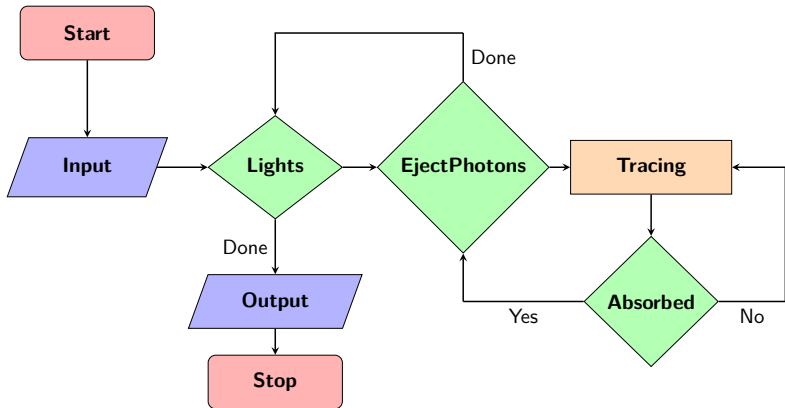 Start
Done
Input
Lights
EjectPhotons
Tracing
Done
Output
Absorbed
Yes
No
Stop